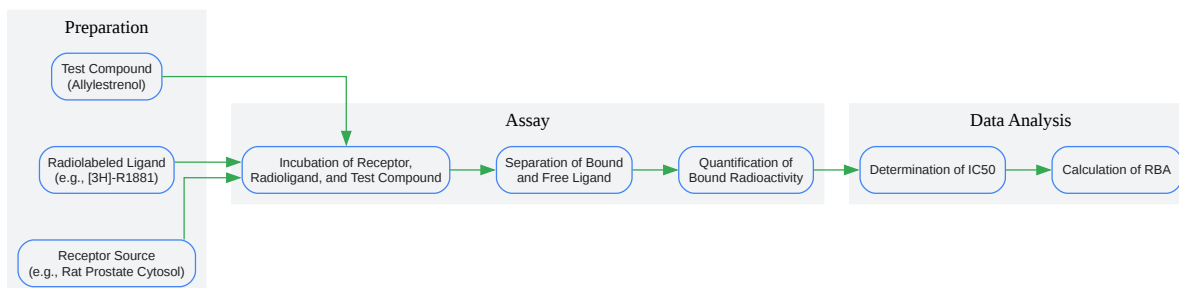 Preparation
Test Compound
(Allylestrenol)
Radiolabeled Ligand
(e.g., [3H]-R1881)
Receptor Source
(e.g., Rat Prostate Cytosol)
Assay
Incubation of Receptor,
Radioligand, and Test Compound
Separation of Bound
and Free Ligand
Quantification of
Bound Radioactivity
Data Analysis
Determination of IC50
Calculation of RBA